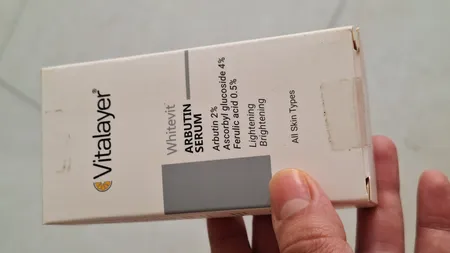 Vitalayer®
Whitevit
ARBUTIN
SERUM
Arbutin 2%
Ascorbyl glucoside 4%
Ferulic acid 0.5%
Lightening
Brightening
All Skin Types